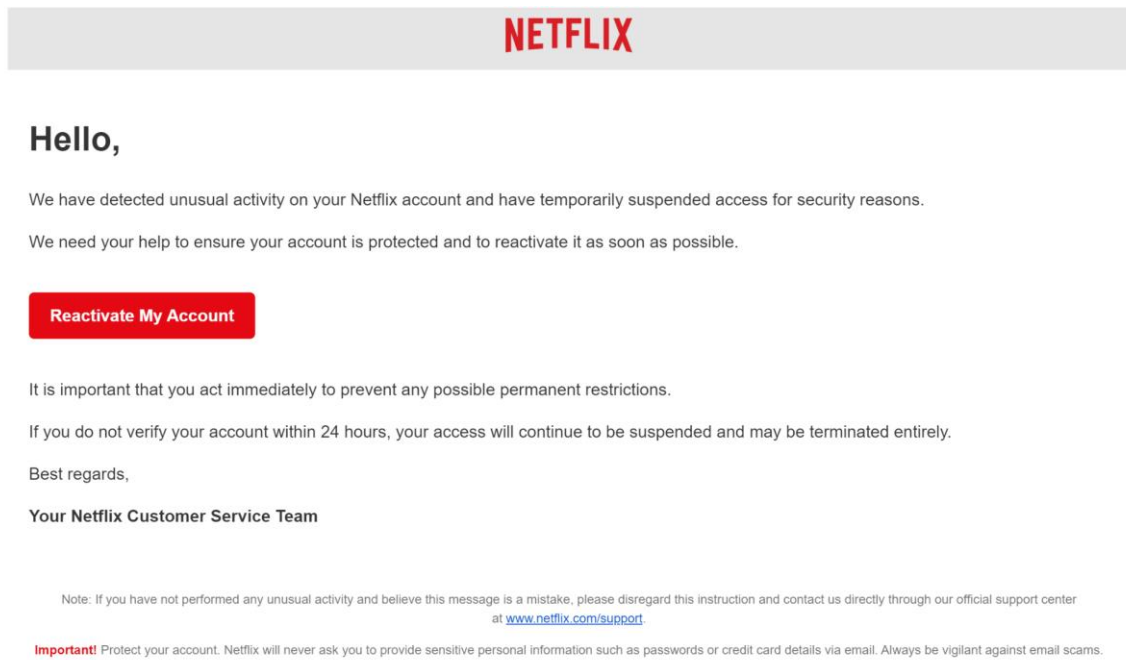 NETFLIX
Hello,
We have detected unusual activity on your Netflix account and have temporarily suspended access for security reasons.
We need your help to ensure your account is protected and to reactivate it as soon as possible.
Reactivate My Account
It is important that you act immediately to prevent any possible permanent restrictions.
If you do not verify your account within 24 hours, your access will continue to be suspended and may be terminated entirely.
Best regards,
Your Netflix Customer Service Team
Note: If you have not performed any unusual activity and believe this message is a mistake, please disregard this instruction and contact us directly through our official support center
at www.netflix.com/support.
Important! Protect your account. Netflix will never ask you to provide sensitive personal information such as passwords or credit card details via email. Always be vigilant against email scams.